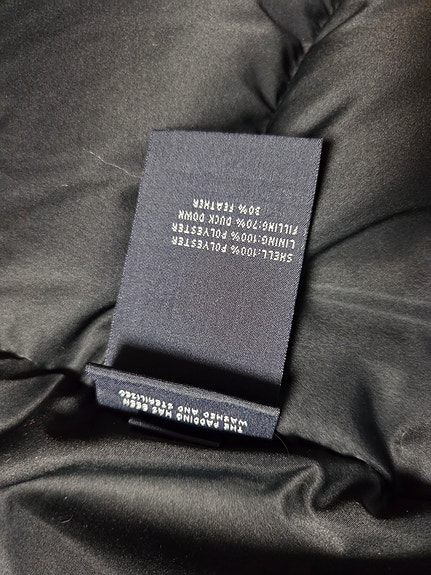 SHELL:100% POLYESTER
LINING:100% POLYESTER
FILLING:70% DUCK DOWN
30% FEATHER
THE PADDING HAS BEEN
WASHED AND STERILISED